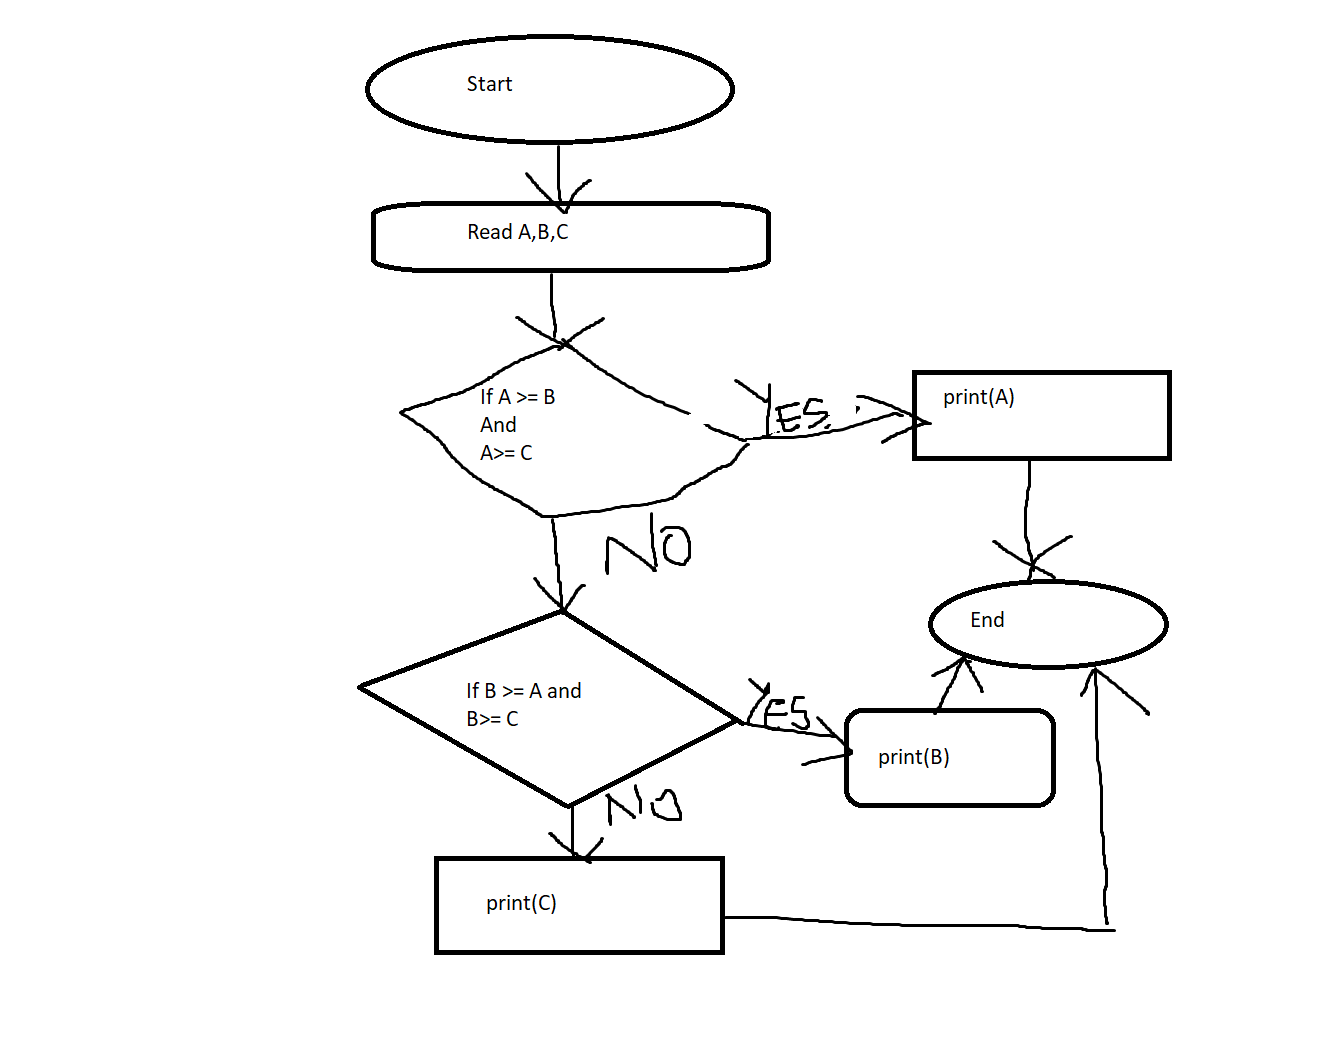 Start
Read A,B,C
If A >= B
And
A>= C
YES.
print(A)
NO
End
If B >= A and
B>= C
YES
print(B)
NO
print(C)